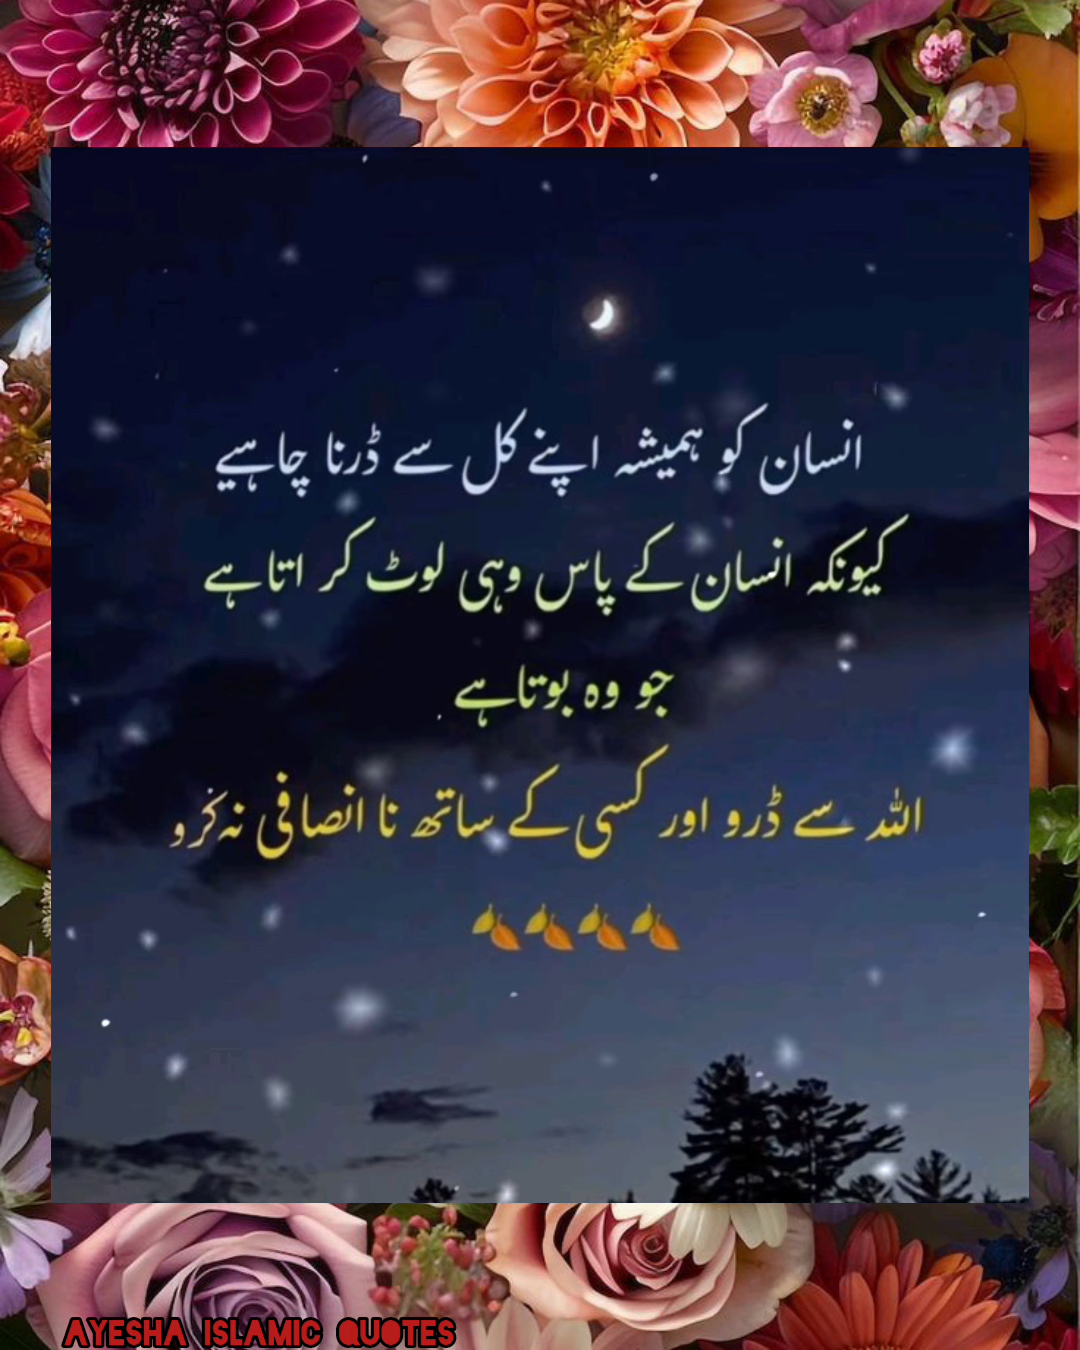 انسان کو ہمیشہ اپنے کل سے ڈرنا چاہیے
کیونکہ انسان کے پاس وہی لوٹ کر اتا ہے
جو وہ بوتا ہے
اللہ سے ڈرو اور کسی کے ساتھ نا انصافی نہ کرو
AYESHA ISLAMIC QUOTES